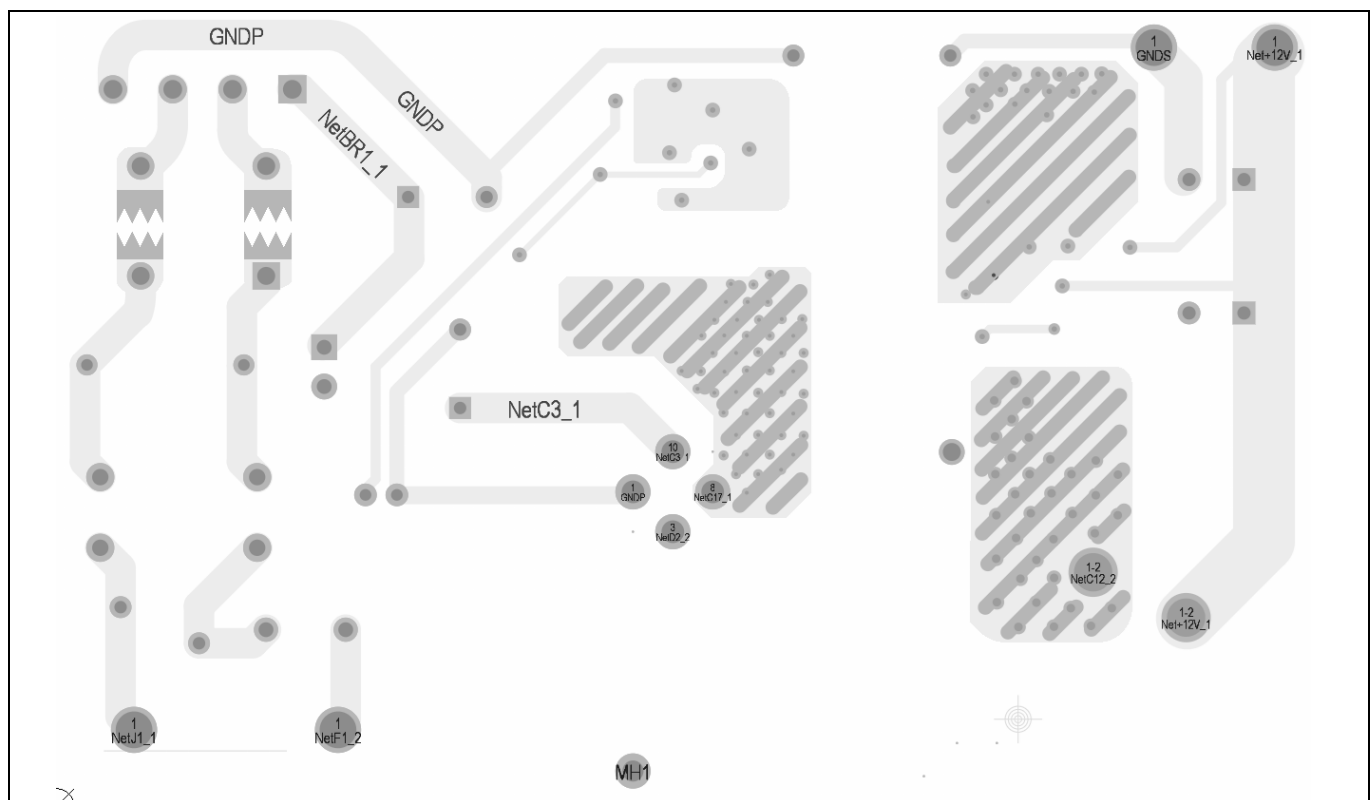 GNDP
1
GNDS
1
Net+12V_1
GNDP
NetBR1_1
NetC3_1
10
NetC3_1
1
GNDP
8
NetC17_1
3
NetD2_2
1-2
NetC12_2
1-2
Net+12V_1
1
NetJ1_1
1
NetF1_2
MH1